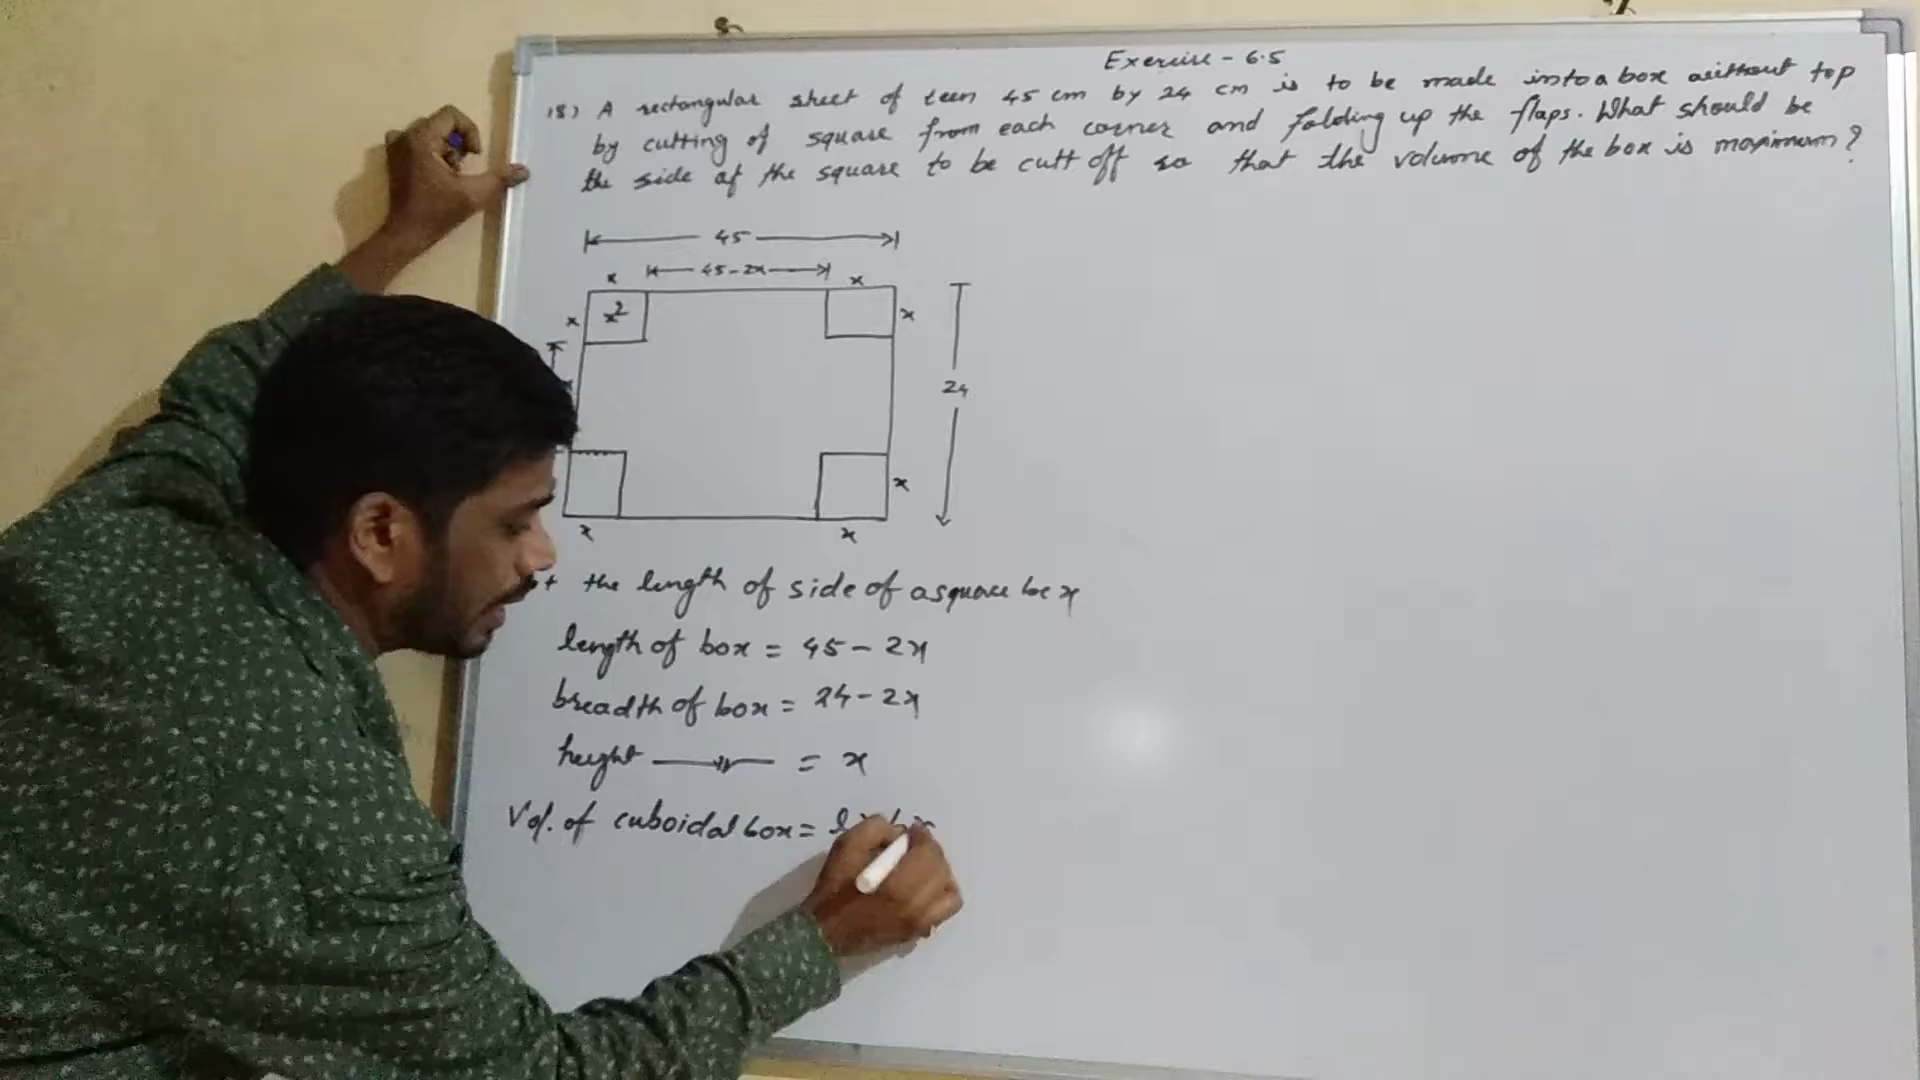 Exercise - 6.5
18) A rectangular sheet of teen 45 cm by 24 cm is to be made into a box without top
by cutting of square from each corner and folding up the flaps. What should be
the side of the square to be cutt off so that the volume of the box is maximum?
45
x 45-2x x
x x² x
24
x
x x
the length of side of a square be x
length of box = 45 - 2x
breadth of box = 24 - 2x
height —〃— = x
Vol. of cuboidal box = l x b x